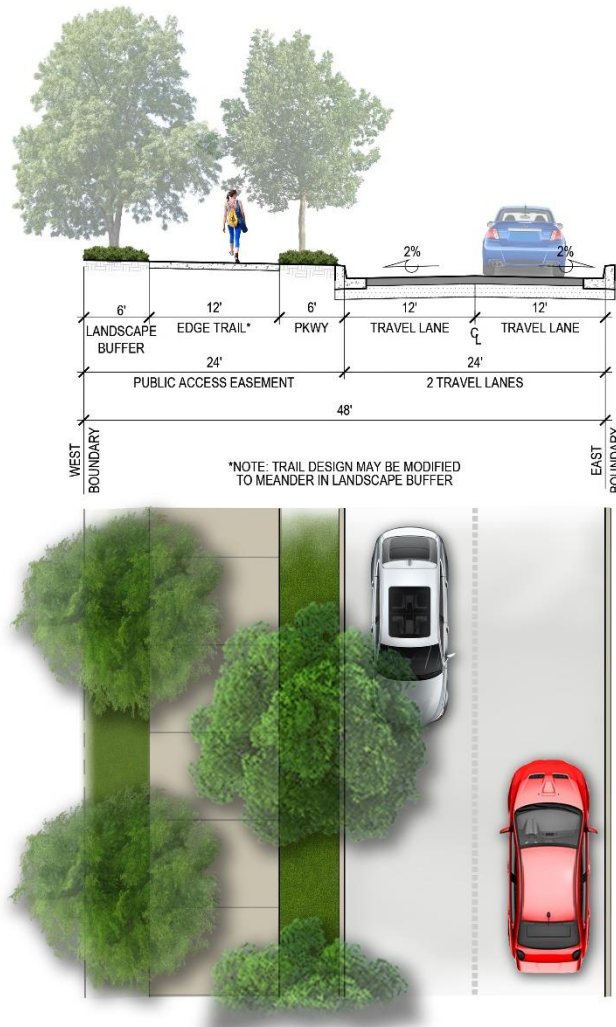 2%
2%
6'
12'
6'
12'
12'
LANDSCAPE
BUFFER
EDGE TRAIL*
PKWY
TRAVEL LANE
CL
TRAVEL LANE
24'
24'
PUBLIC ACCESS EASEMENT
2 TRAVEL LANES
48'
WEST
BOUNDARY
*NOTE: TRAIL DESIGN MAY BE MODIFIED
TO MEANDER IN LANDSCAPE BUFFER
EAST
BOUNDARY